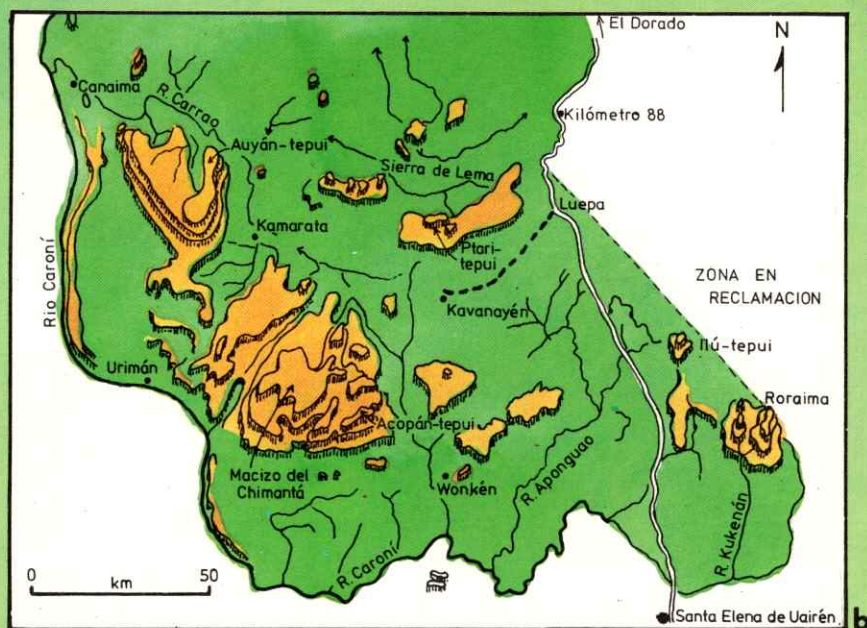 El Dorado
N
Canaima
R. Carrao
Kilómetro 88
Auyán-tepui
Sierra de Lema
Luepa
Kamarata
Ptari-
tepui
ZONA EN
RECLAMACION
Rio Caroní
Kavanayén
Ilú-tepui
Urimán
Roraima
Acopán-tepui
Macizo del
Chimantá
Wonkén
R. Aponguao
R. Kukenán
R. Caroní
0 50
km
Santa Elena de Uairén
b